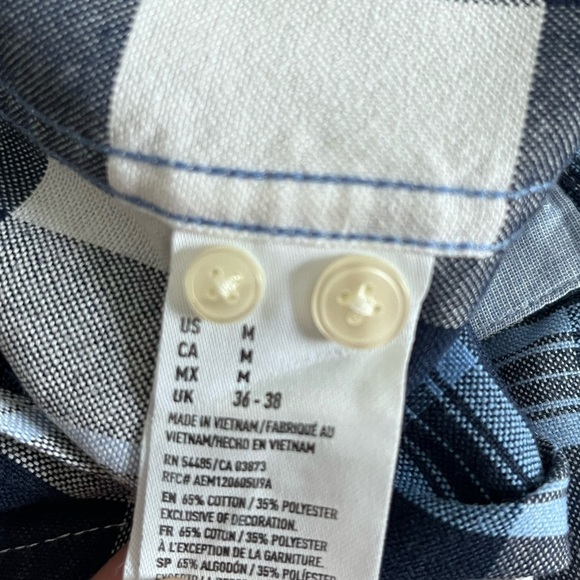 US M
CA M
MX M
UK 36 - 38
MADE IN VIETNAM/FABRIQUÉ AU
VIETNAM/HECHO EN VIETNAM
RN 54485/CA 03873
RFC# AEM120605U9A
EN 65% COTTON / 35% POLYESTER
EXCLUSIVE OF DECORATION.
FR 65% COTON / 35% POLYESTER
À L'EXCEPTION DE LA GARNITURE.
SP 65% ALGODÓN / 35% POLIÉSTER